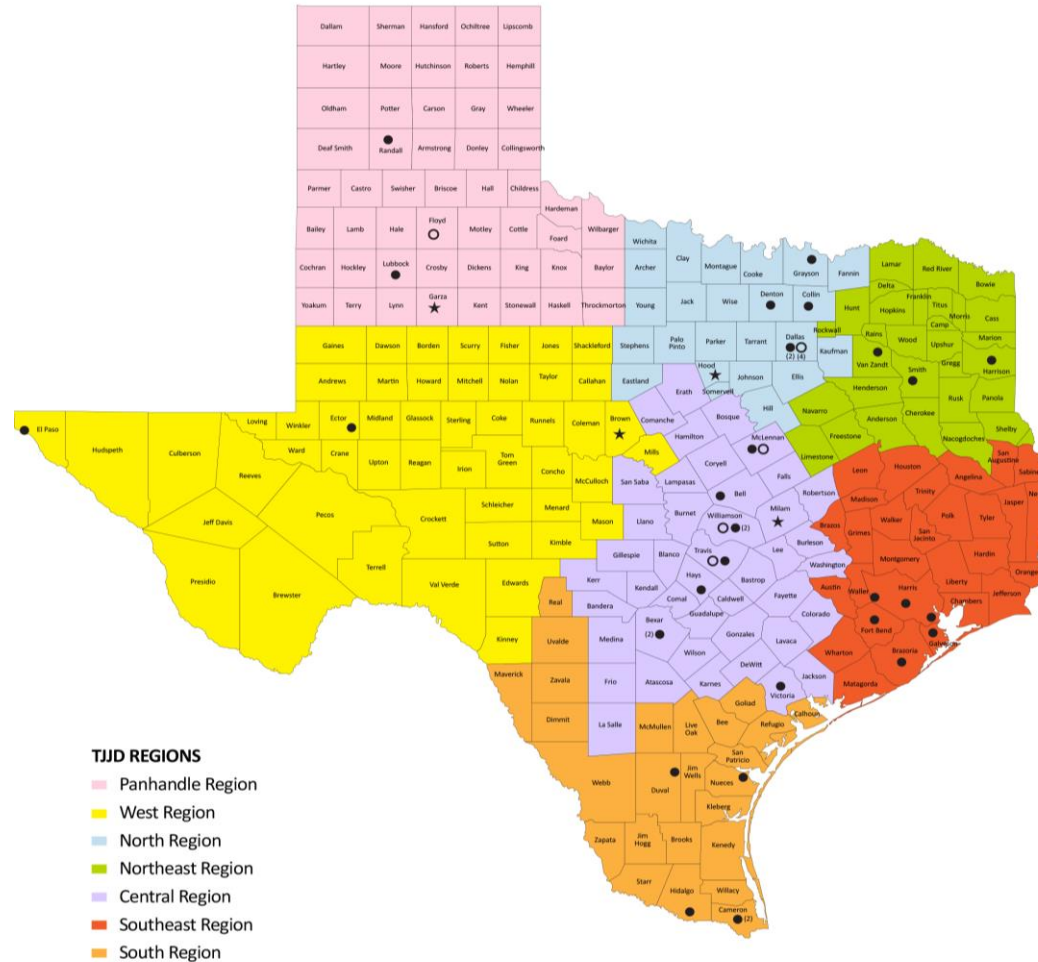 Dallam Sherman Hansford Ochiltree Lipscomb
Hartley Moore Hutchinson Roberts Hemphill
Oldham Potter Carson Gray Wheeler
Deaf Smith Randall Armstrong Donley Collingsworth
Parmer Castro Swisher Briscoe Hall Childress
Hardeman
Bailey Lamb Hale Floyd Motley Cottle Foard Wilbarger
Cochran Hockley Lubbock Crosby Dickens King Knox Baylor
Yoakum Terry Lynn Garza Kent Stonewall Haskell Throckmorton
Wichita Clay Montague Cooke Grayson Fannin
Archer
Young Jack Wise Denton Collin
Stephens Palo
Pinto Parker Tarrant Dallas
(2) (4)
Rockwall
Kaufman
Eastland Hood
Somervell
Johnson Ellis
Hill
Lamar Red River Bowie
Delta
Hunt Hopkins Franklin Titus Morris Cass
Camp
Rains Wood Upshur Marion
Van Zandt Smith Gregg Harrison
Henderson Rusk Panola
Navarro Anderson Cherokee
Freestone Nacogdoches Shelby
Limestone
Gaines Dawson Borden Scurry Fisher Jones Shackleford
Andrews Martin Howard Mitchell Nolan Taylor Callahan
El Paso Hudspeth Culberson Loving Winkler Ector Midland Glassock Sterling Coke Runnels Coleman Brown
Reeves Ward Crane Upton Reagan Irion Tom
Green Concho Mills
McCulloch
Jeff Davis Pecos Crockett Schleicher Menard Mason
Sutton Kimble
Presidio Brewster Terrell Val Verde Edwards
Kinney
Erath
Comanche Bosque
Hamilton McLennan
Coryell
San Saba Lampasas Bell Falls
Burnet Williamson
(2)
Milam Robertson
Llano
Travis Lee Burleson
Gillespie Blanco Washington
Kerr Kendall Hays Bastrop
Fayette
Bandera Comal Caldwell
Guadalupe Colorado
Medina Bexar
(2)
Gonzales Lavaca
Wilson
DeWitt
Frio Atascosa Karnes Victoria Jackson
La Salle
San
Augustine Sabine
Leon Houston Angelina
Ne
Madison Trinity Jasper
Brazos Grimes Walker San
Jacinto
Polk Tyler
Montgomery Hardin
Austin Waller Harris Liberty Orange
Chambers Jefferson
Fort Bend
Wharton Brazoria
Matagorda
Real
Uvalde
Maverick Zavala
Dimmit McMullen Live
Oak Bee Goliad Refugio Calhoun
San
Patricio
Webb Duval Jim
Wells Nueces
Kleberg
Zapata Jim
Hogg Brooks Kenedy
Starr Hidalgo Willacy
Cameron
(2)
TJJD REGIONS
Panhandle Region
West Region
North Region
Northeast Region
Central Region
Southeast Region
South Region